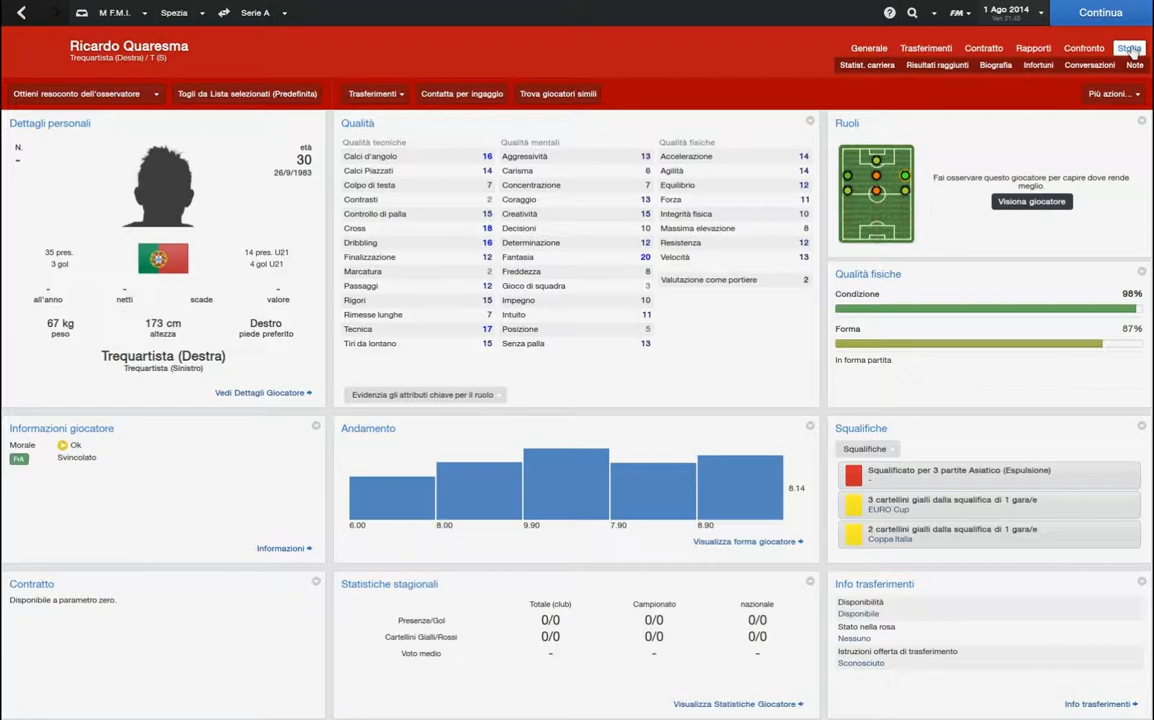 M F.M.I. Spezia Serie A FM 1 Ago 2014 Continua
Ven 21:45
Ricardo Quaresma
Trequartista (Destra) / T (S)
Generale Trasferimenti Contratto Rapporti Confronto Storia
Statist. carriera Risultati raggiunti Biografia Infortuni Conversazioni Note
Ottieni resoconto dell'osservatore Togli da Lista selezionati (Predefinita) Trasferimenti Contatta per ingaggio Trova giocatori simili Più azioni...
Dettagli personali
N.
-
età
30
26/9/1983
35 pres.
3 gol
14 pres. U21
4 gol U21
- - -
all'anno netti scade valore
67 kg 173 cm Destro
peso altezza piede preferito
Trequartista (Destra)
Trequartista (Sinistro)
Vedi Dettagli Giocatore
Qualità
Qualità tecniche Qualità mentali Qualità fisiche
Calci d'angolo 16 Aggressività 13 Accelerazione 14
Calci Piazzati 14 Carisma 6 Agilità 14
Colpo di testa 7 Concentrazione 7 Equilibrio 12
Contrasti 2 Coraggio 13 Forza 11
Controllo di palla 15 Creatività 15 Integrità fisica 10
Cross 18 Decisioni 10 Massima elevazione 8
Dribbling 16 Determinazione 12 Resistenza 12
Finalizzazione 12 Fantasia 20 Velocità 13
Marcatura 2 Freddezza 8
Valutazione come portiere 2
Passaggi 12 Gioco di squadra 3
Rigori 15 Impegno 10
Rimesse lunghe 7 Intuito 11
Tecnica 17 Posizione 5
Tiri da lontano 15 Senza palla 13
Evidenzia gli attributi chiave per il ruolo
Ruoli
Fai osservare questo giocatore per capire dove rende
meglio.
Visiona giocatore
Qualità fisiche
Condizione 98%
Forma 87%
In forma partita
Informazioni giocatore
Morale Ok
FrA Svincolato
Informazioni
Andamento
8.14
6.00 8.00 9.90 7.90 8.90
Visualizza forma giocatore
Squalifiche
Squalifiche
Squalificato per 3 partite Asiatico (Espulsione)
-
3 cartellini gialli dalla squalifica di 1 gara/e
EURO Cup
2 cartellini gialli dalla squalifica di 1 gara/e
Coppa Italia
Contratto
Disponibile a parametro zero.
Statistiche stagionali
Totale (club) Campionato nazionale
Presenze/Gol 0/0 0/0 0/0
Cartellini Gialli/Rossi 0/0 0/0 0/0
Voto medio - - -
Visualizza Statistiche Giocatore
Info trasferimenti
Disponibilità
Disponibile
Stato nella rosa
Nessuno
Istruzioni offerta di trasferimento
Sconosciuto
Info trasferimenti